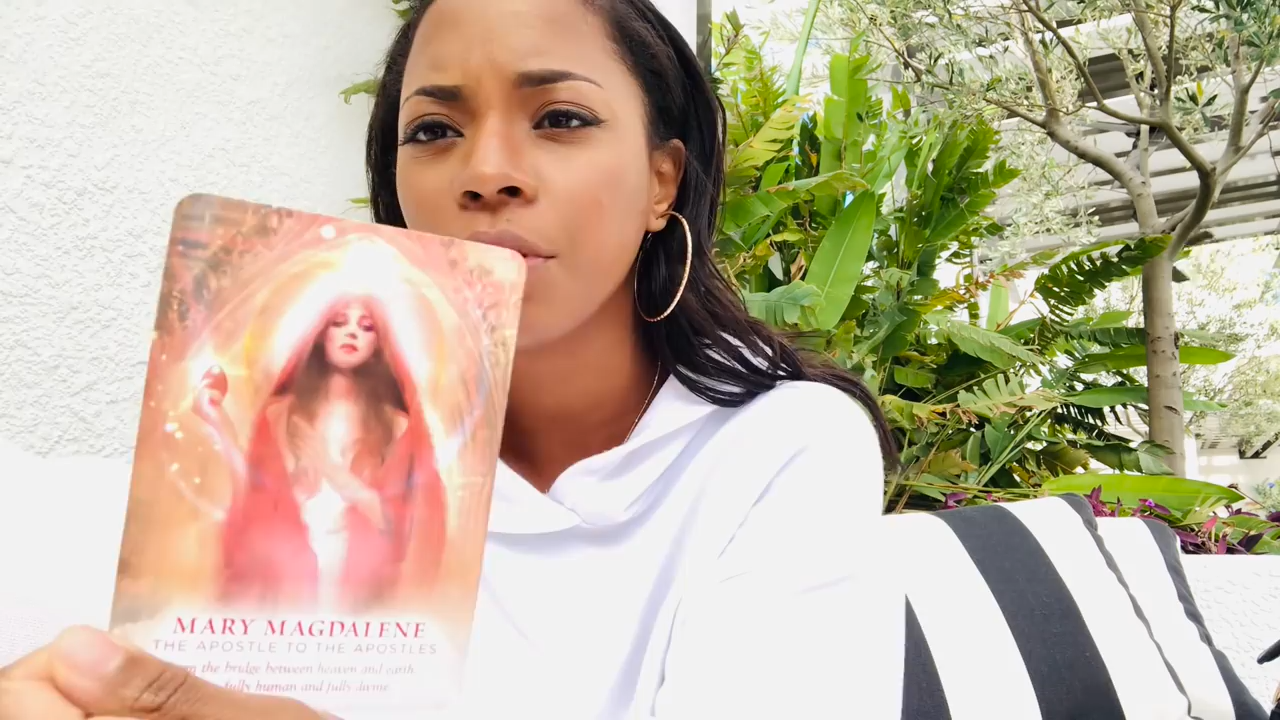 MARY MAGDALENE
THE APOSTLE TO THE APOSTLES
the bridge between heaven and earth.
fully human and fully divine